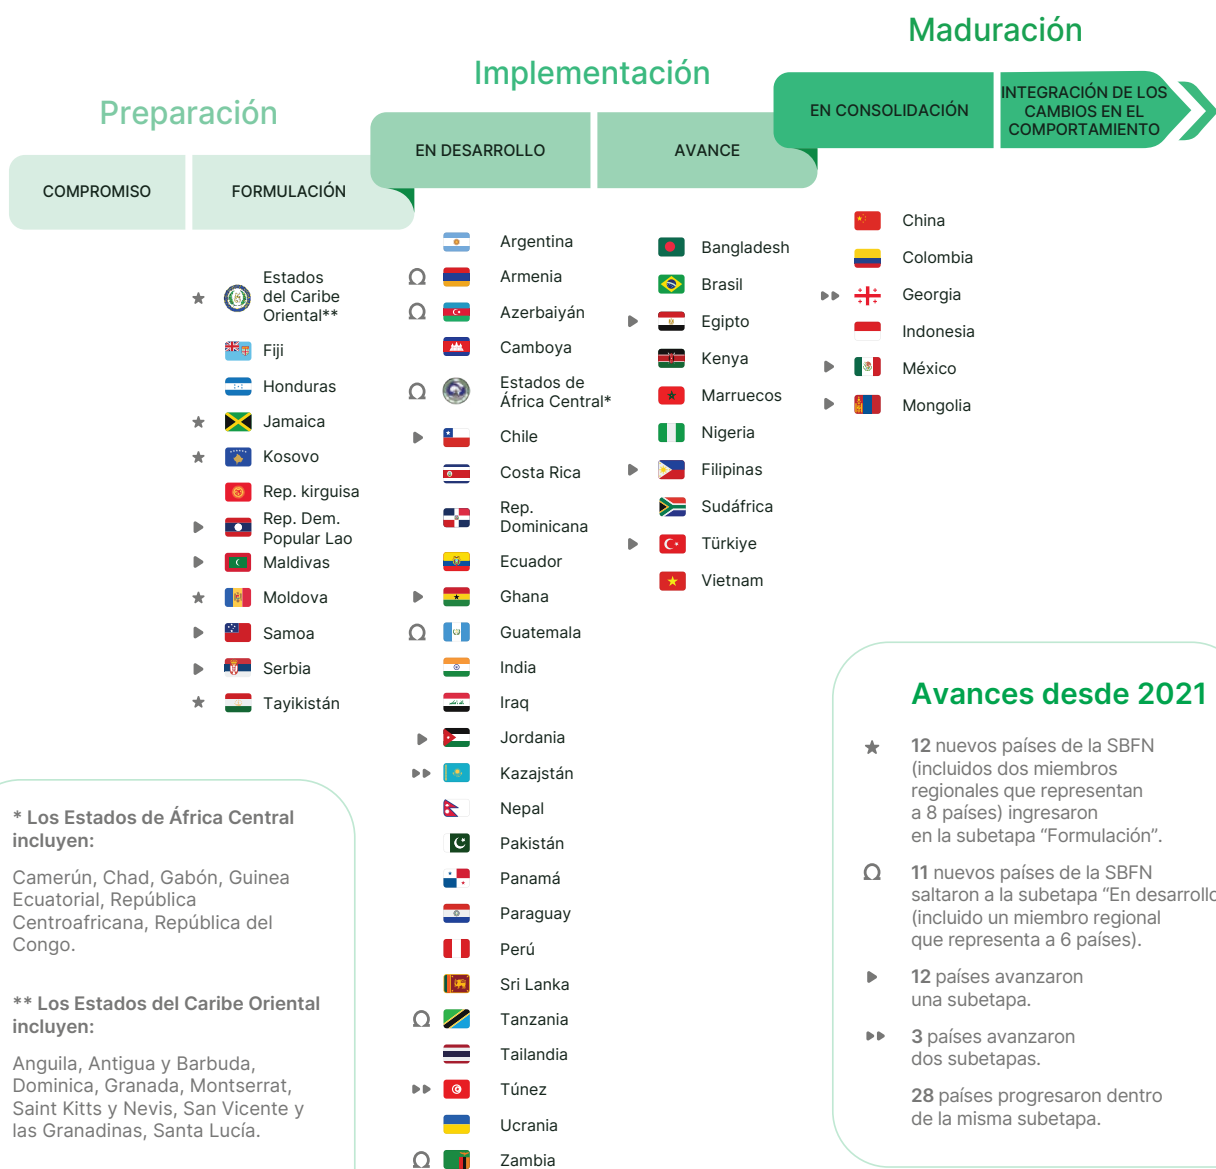 Maduración
Implementación
Preparación
EN CONSOLIDACIÓN
INTEGRACIÓN DE LOS
CAMBIOS EN EL
COMPORTAMIENTO
EN DESARROLLO
AVANCE
COMPROMISO
FORMULACIÓN
Estados
del Caribe
Oriental**
Fiji
Honduras
Jamaica
Kosovo
Rep. kirguisa
Rep. Dem.
Popular Lao
Maldivas
Moldova
Samoa
Serbia
Tayikistán
Argentina
Armenia
Azerbaiyán
Camboya
Estados de
África Central*
Chile
Costa Rica
Rep.
Dominicana
Ecuador
Ghana
Guatemala
India
Iraq
Jordania
Kazajstán
Nepal
Pakistán
Panamá
Paraguay
Perú
Sri Lanka
Tanzania
Tailandia
Túnez
Ucrania
Zambia
Bangladesh
Brasil
Egipto
Kenya
Marruecos
Nigeria
Filipinas
Sudáfrica
Türkiye
Vietnam
China
Colombia
Georgia
Indonesia
México
Mongolia
* Los Estados de África Central
incluyen:
Camerún, Chad, Gabón, Guinea
Ecuatorial, República
Centroafricana, República del
Congo.
** Los Estados del Caribe Oriental
incluyen:
Anguila, Antigua y Barbuda,
Dominica, Granada, Montserrat,
Saint Kitts y Nevis, San Vicente y
las Granadinas, Santa Lucía.
Avances desde 2021
12 nuevos países de la SBFN
(incluidos dos miembros
regionales que representan
a 8 países) ingresaron
en la subetapa “Formulación”.
Ω 11 nuevos países de la SBFN
saltaron a la subetapa “En desarrollo
(incluido un miembro regional
que representa a 6 países).
12 países avanzaron
una subetapa.
3 países avanzaron
dos subetapas.
28 países progresaron dentro
de la misma subetapa.